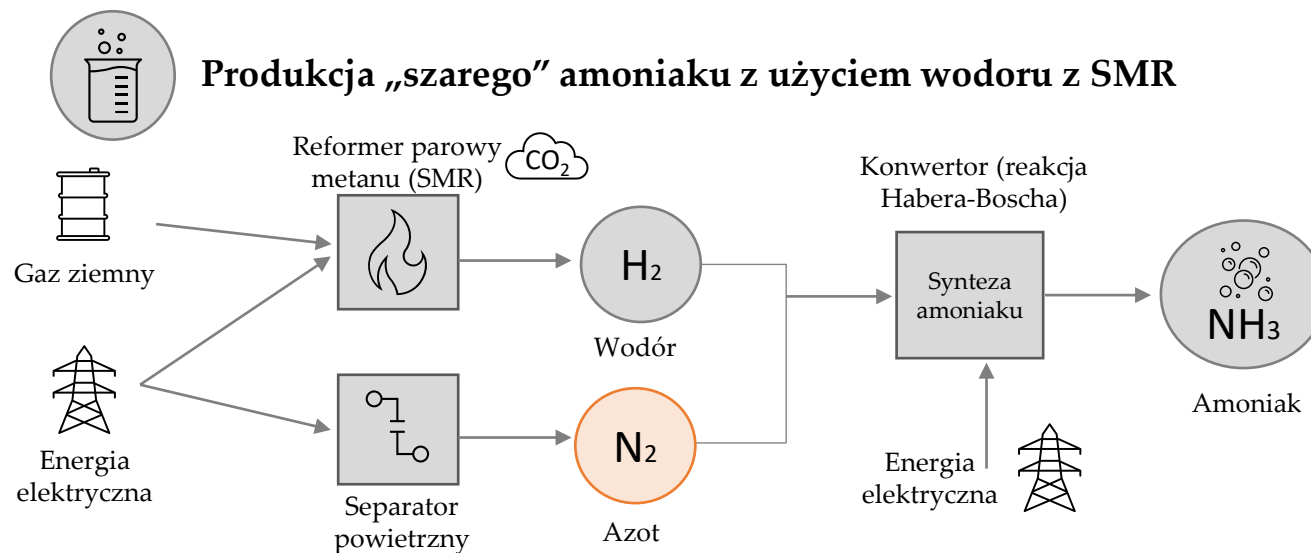 Produkcja „szarego” amoniaku z użyciem wodoru z SMR
Reformer parowy
metanu (SMR)
CO2
Gaz ziemny
H2
Wodór
Konwertor (reakcja
Habera-Boscha)
Synteza
amoniaku
NH3
Amoniak
Energia
elektryczna
Separator
powietrzny
N2
Azot
Energia
elektryczna